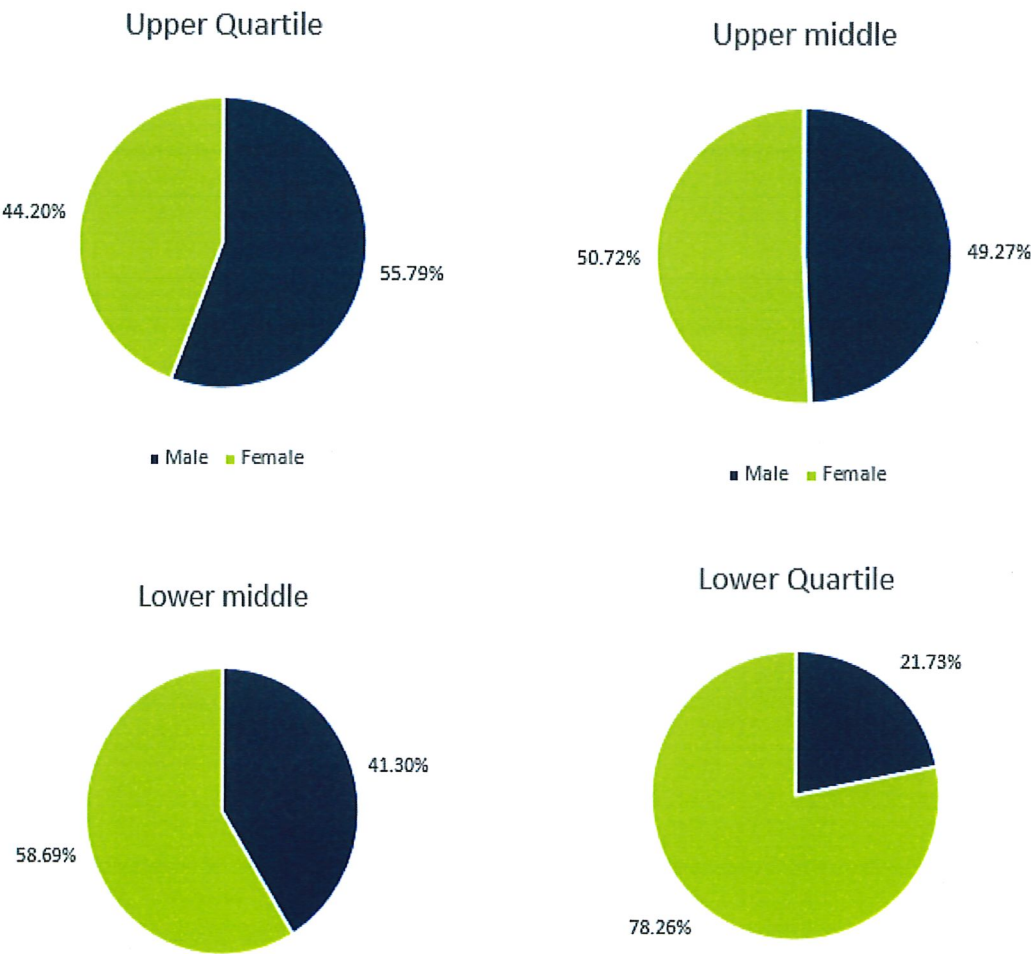 Upper Quartile
44.20%
55.79%
Male Female
Upper middle
50.72%
49.27%
Male Female
Lower middle
41.30%
58.69%
Lower Quartile
21.73%
78.26%